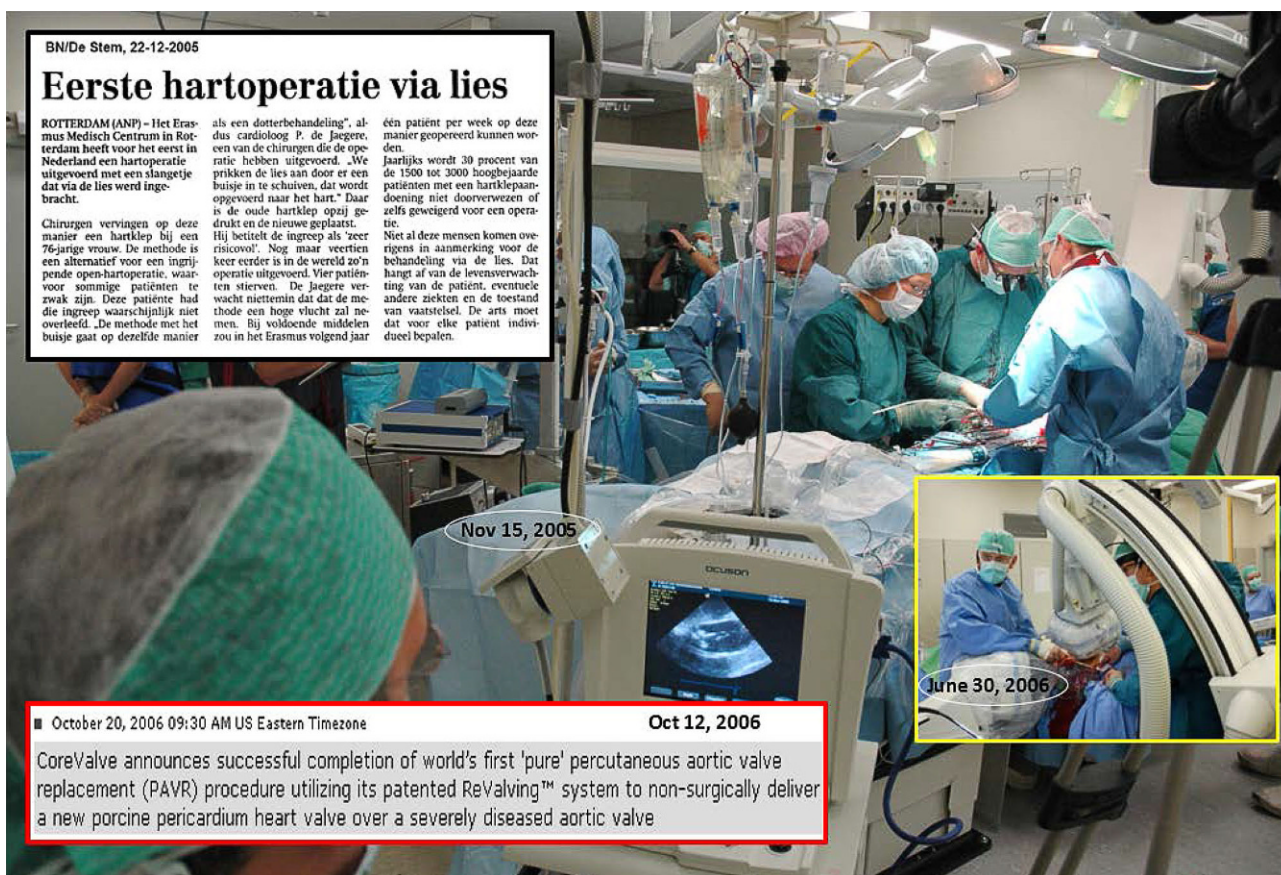 BN/De Stem, 22-12-2005
Eerste hartoperatie via lies
ROTTERDAM (ANP) – Het Eras-
mus Medisch Centrum in Rot-
terdam heeft voor het eerst in
Nederland een hartoperatie
uitgevoerd met een slangetje
dat via de lies werd inge-
bracht.
Chirurgen vervingen op deze
manier een hartklep bij een
76-jarige vrouw. De methode is
een alternatief voor een ingrij-
pende open-hartoperatie, waar-
voor sommige patiënten te
zwak zijn. Deze patiënte had
die ingreep waarschijnlijk niet
overleefd. „De methode met het
buisje gaat op dezelfde manier
als een dotterbehandeling”, al-
dus cardioloog P. de Jaegere,
een van de chirurgen die de ope-
ratie hebben uitgevoerd. „We
prikken de lies aan door er een
buisje in te schuiven, dat wordt
opgevoerd naar het hart.” Daar
is de oude hartklep opzij ge-
drukt en de nieuwe geplaatst.
Hij betitelt de ingreep als ‘zeer
risicovol’. Nog maar veertien
keer eerder is in de wereld zo’n
operatie uitgevoerd. Vier patiën-
ten stierven. De Jaegere ver-
wacht niettemin dat dat de me-
thode een hoge vlucht zal ne-
men. Bij voldoende middelen
zou in het Erasmus volgend jaar
één patiënt per week op deze
manier geopereerd kunnen wor-
den.
Jaarlijks wordt 30 procent van
de 1500 tot 3000 hoogbejaarde
patiënten met een hartklepaan-
doening niet doorverwezen of
zelfs geweigerd voor een opera-
tie.
Niet al deze mensen komen ove-
rigens in aanmerking voor de
behandeling via de lies. Dat
hangt af van de levensverwach-
ting van de patiënt, eventuele
andere ziekten en de toestand
van vaatstelsel. De arts moet
dat voor elke patiënt indivi-
dueel bepalen.
Nov 15, 2005
ACUSON
June 30, 2006
October 20, 2006 09:30 AM US Eastern Timezone
Oct 12, 2006
CoreValve announces successful completion of world's first 'pure' percutaneous aortic valve
replacement (PAVR) procedure utilizing its patented ReValving™ system to non-surgically deliver
a new porcine pericardium heart valve over a severely diseased aortic valve